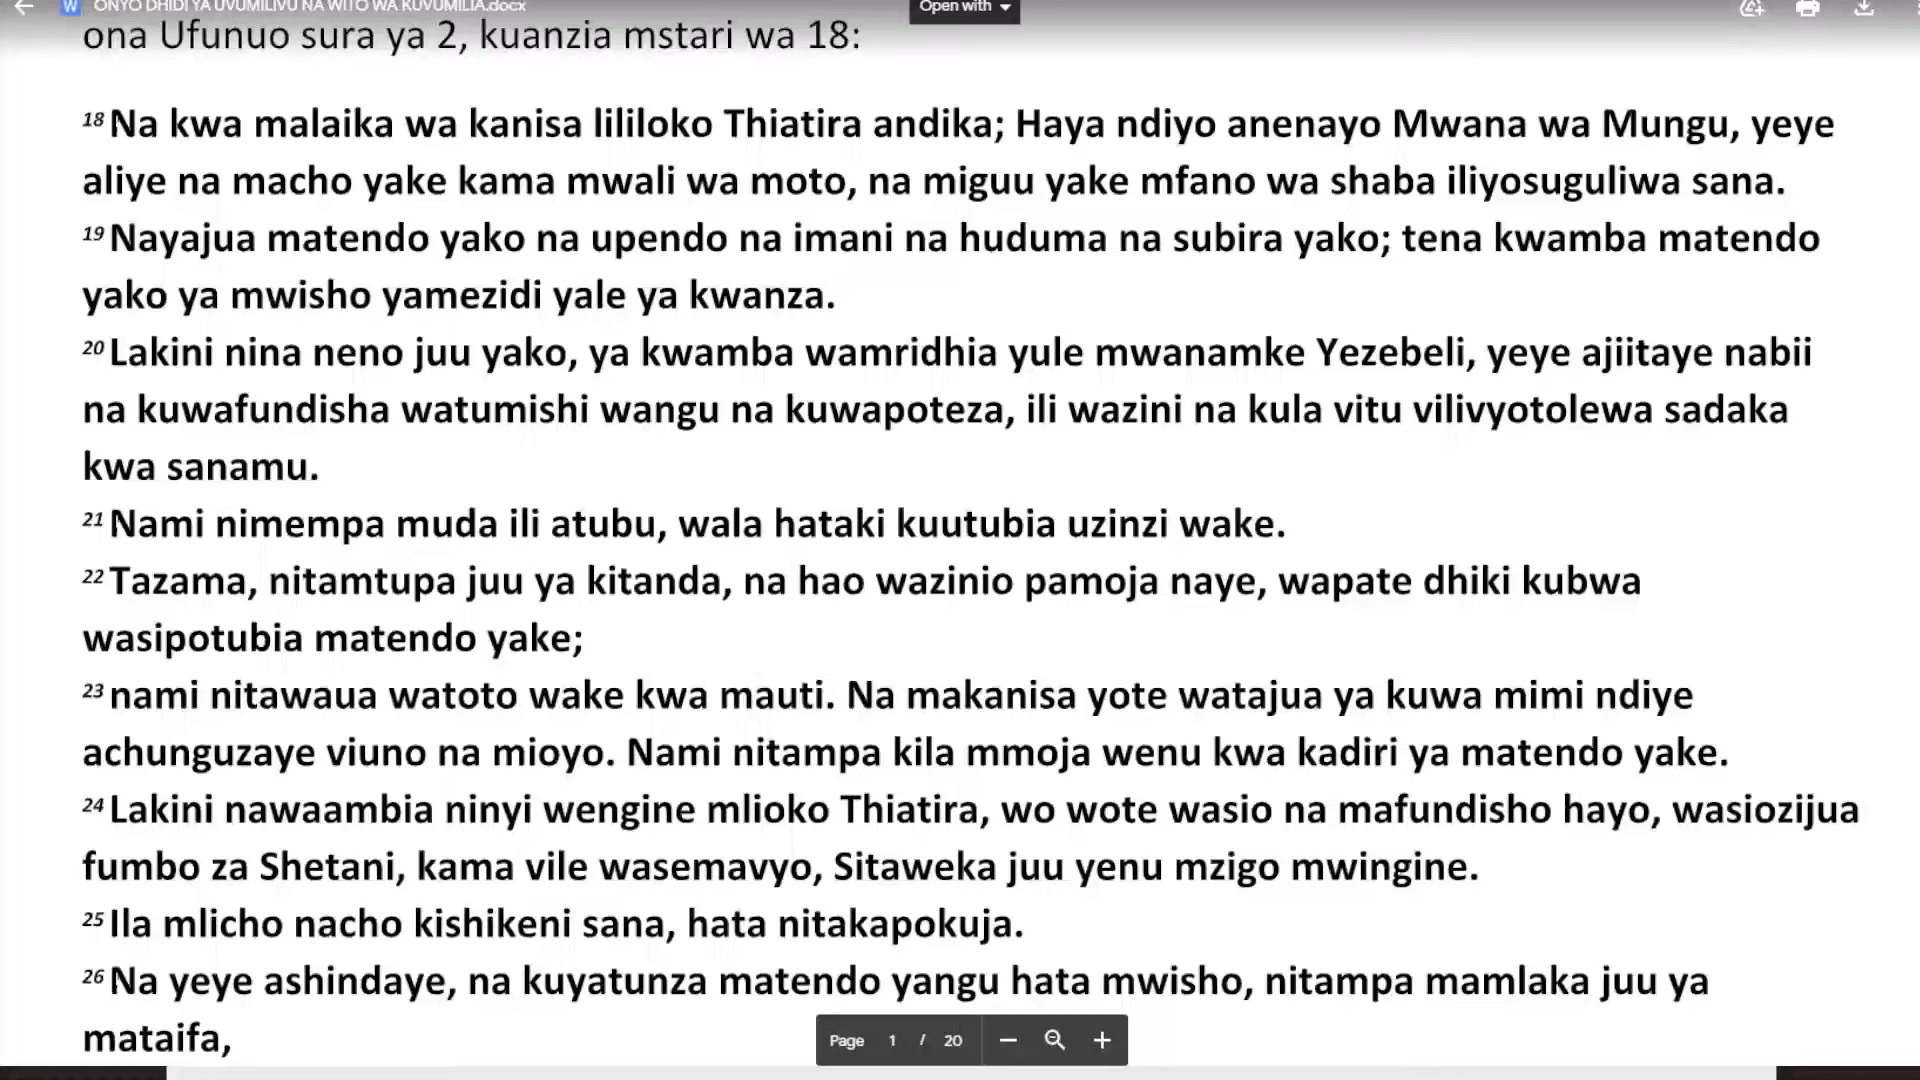 ONYO DHIDI YA UVUMILIVU NA WITO WA KUVUMILIA.docx
Open with
ona Ufunuo sura ya 2, kuanzia mstari wa 18:
18 Na kwa malaika wa kanisa lililoko Thiatira andika; Haya ndiyo anenayo Mwana wa Mungu, yeye
aliye na macho yake kama mwali wa moto, na miguu yake mfano wa shaba iliyosuguliwa sana.
19 Nayajua matendo yako na upendo na imani na huduma na subira yako; tena kwamba matendo
yako ya mwisho yamezidi yale ya kwanza.
20 Lakini nina neno juu yako, ya kwamba wamridhia yule mwanamke Yezebeli, yeye ajiitaye nabii
na kuwafundisha watumishi wangu na kuwapoteza, ili wazini na kula vitu vilivyotolewa sadaka
kwa sanamu.
21 Nami nimempa muda ili atubu, wala hataki kuutubia uzinzi wake.
22 Tazama, nitamtupa juu ya kitanda, na hao wazinio pamoja naye, wapate dhiki kubwa
wasipotubia matendo yake;
23 nami nitawaua watoto wake kwa mauti. Na makanisa yote watajua ya kuwa mimi ndiye
achunguzaye viuno na mioyo. Nami nitampa kila mmoja wenu kwa kadiri ya matendo yake.
24 Lakini nawaambia ninyi wengine mlioko Thiatira, wo wote wasio na mafundisho hayo, wasiozijua
fumbo za Shetani, kama vile wasemavyo, Sitaweka juu yenu mzigo mwingine.
25 Ila mlicho nacho kishikeni sana, hata nitakapokuja.
26 Na yeye ashindaye, na kuyatunza matendo yangu hata mwisho, nitampa mamlaka juu ya
mataifa,
Page 1 / 20